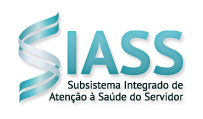 SIASS
Subsistema Integrado de
Atenção à Saúde do Servidor